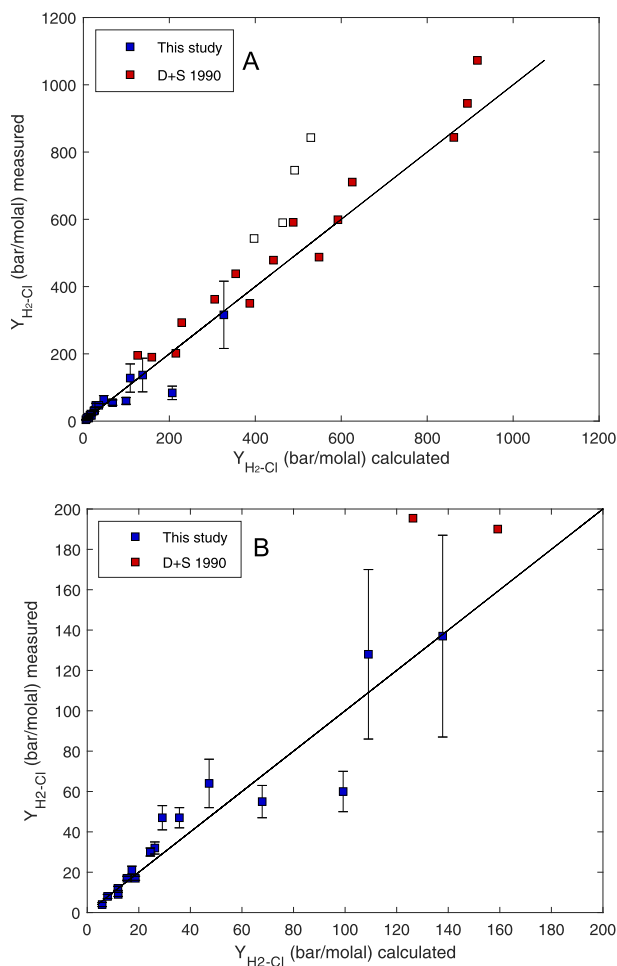 1200
1000
800
600
400
200
0
This study
D+S 1990
A
Y_H2-Cl (bar/molal) measured
0 200 400 600 800 1000 1200
Y_H2-Cl (bar/molal) calculated
200
180
160
140
120
100
80
60
40
20
0
This study
D+S 1990
B
Y_H2-Cl (bar/molal) measured
0 20 40 60 80 100 120 140 160 180 200
Y_H2-Cl (bar/molal) calculated